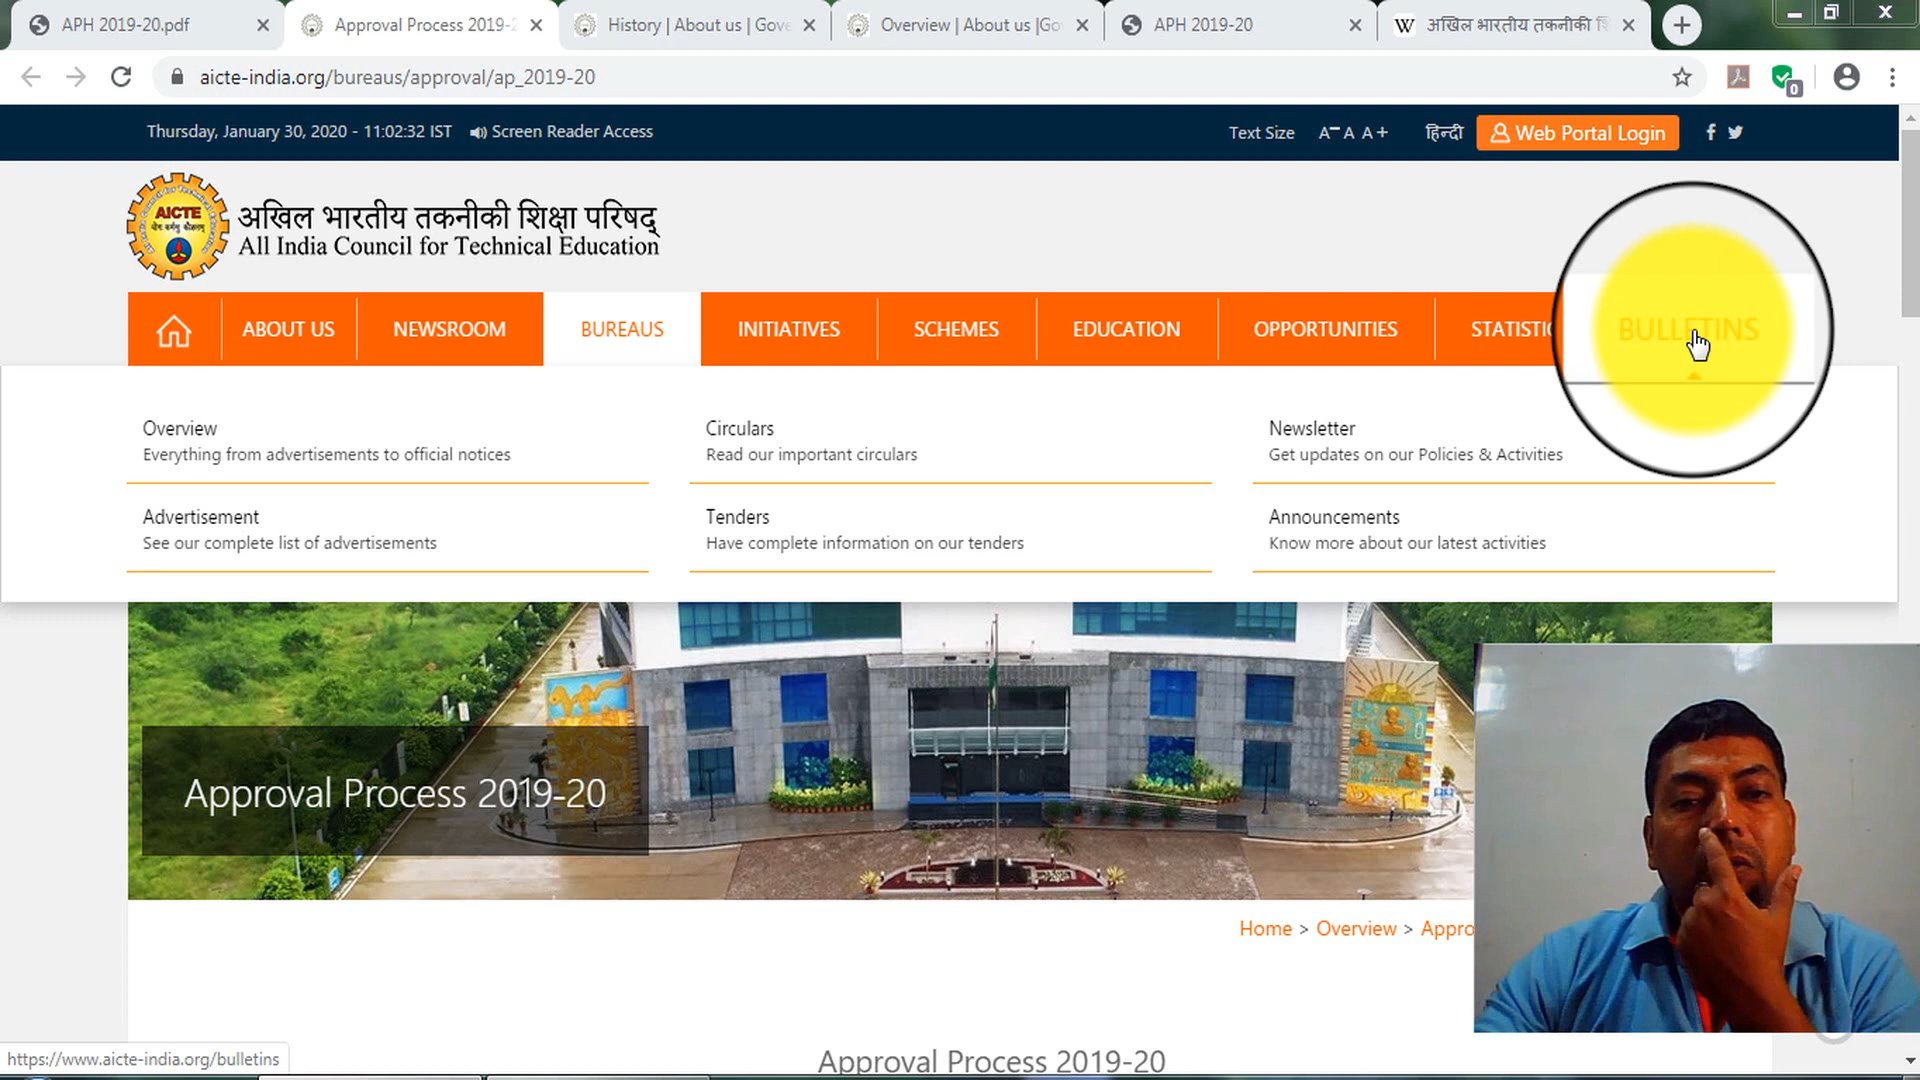 APH 2019-20.pdf
Approval Process 2019-2
History | About us | Gove
Overview | About us |Go
APH 2019-20
W अखिल भारतीय तकनीकी शि
aicte-india.org/bureaus/approval/ap_2019-20
0
Thursday, January 30, 2020 - 11:02:32 IST Screen Reader Access
Text Size A− A A+ हिन्दी Web Portal Login
AICTE
अखिल भारतीय तकनीकी शिक्षा परिषद्
All India Council for Technical Education
ABOUT US NEWSROOM BUREAUS INITIATIVES SCHEMES EDUCATION OPPORTUNITIES STATISTIC BULLETINS
Overview
Everything from advertisements to official notices
Circulars
Read our important circulars
Newsletter
Get updates on our Policies & Activities
Advertisement
See our complete list of advertisements
Tenders
Have complete information on our tenders
Announcements
Know more about our latest activities
Approval Process 2019-20
Home > Overview > Appro
Approval Process 2019-20
https://www.aicte-india.org/bulletins